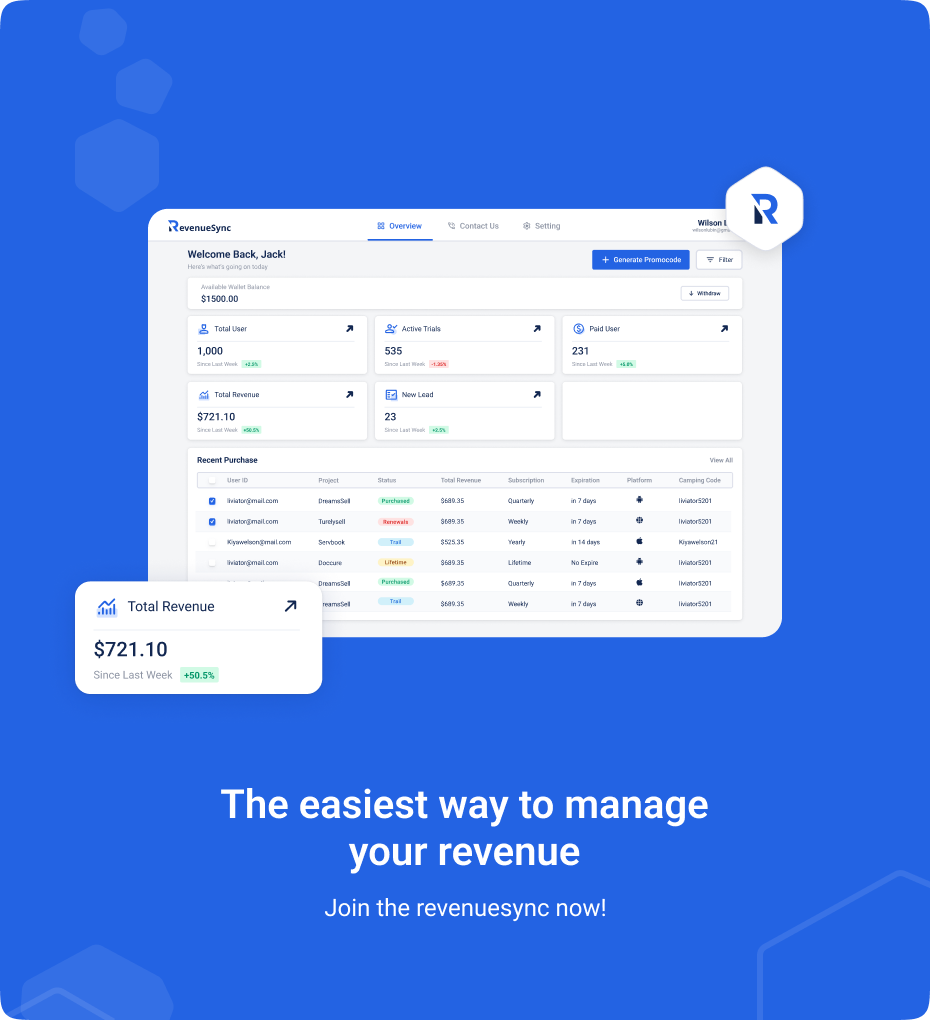 RevenueSync
Overview
Contact Us
Setting
Wilson
R
Welcome Back, Jack!
Here's what's going on today
Generate Promocode
Filter
Available Wallet Balance
$1500.00
Withdraw
Total User
1,000
Since Last Week +2.5%
Active Trials
535
Since Last Week -1.35%
Paid User
231
Since Last Week +5.8%
Total Revenue
$721.10
Since Last Week +50.5%
New Lead
23
Since Last Week +2.5%
Recent Purchase
View All
User ID Project Status Total Revenue Subscription Expiration Platform Camping Code
liviator@mail.com DreamsSell Purchased $689.35 Quarterly in 7 days liviator5201
liviator@mail.com Turelysell Renewals $689.35 Weekly in 7 days liviator5201
Kiyawelson@mail.com Servbook Trail $525.35 Yearly in 14 days Kiyawelson21
liviator@mail.com Doccure Lifetime $689.35 Lifetime No Expire liviator5201
DreamsSell Purchased $689.35 Quarterly in 7 days liviator5201
reamsSell Trail $689.35 Weekly in 7 days liviator5201
Total Revenue
$721.10
Since Last Week +50.5%
The easiest way to manage
your revenue
Join the revenuesync now!